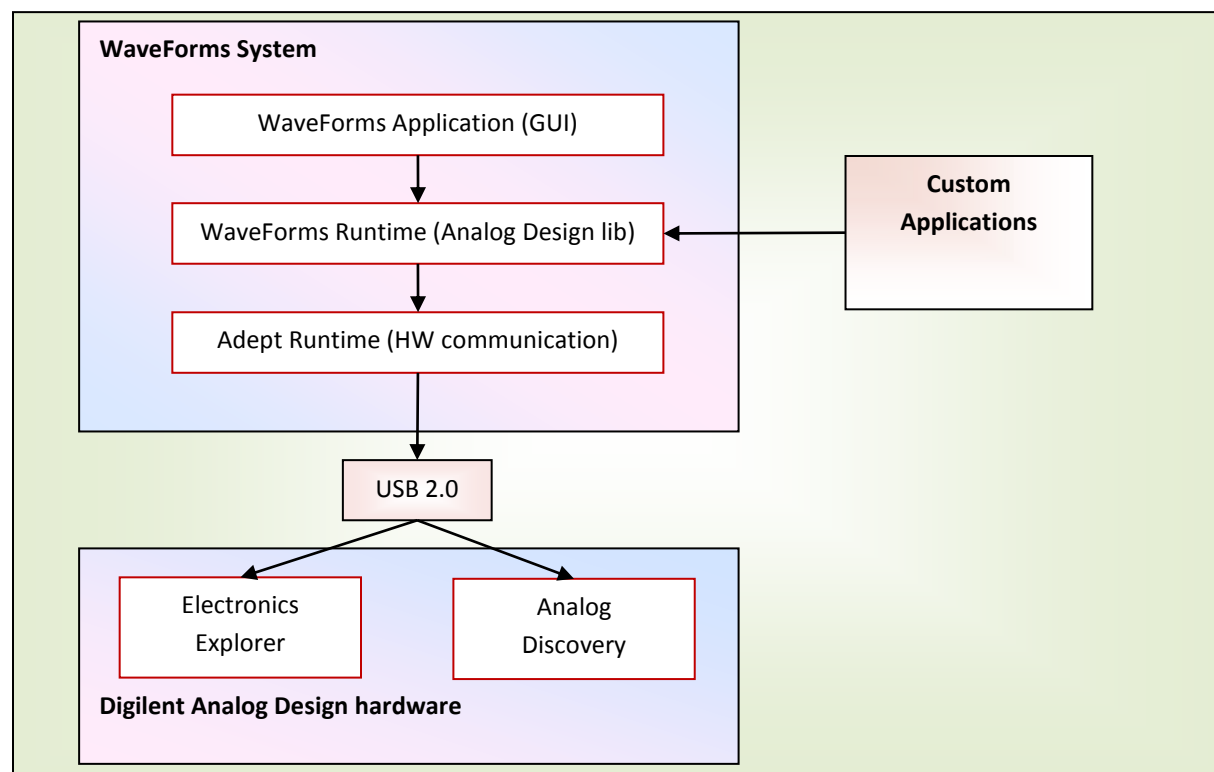 WaveForms System
WaveForms Application (GUI)
WaveForms Runtime (Analog Design lib)
Adept Runtime (HW communication)
Custom
Applications
USB 2.0
Electronics
Explorer
Analog
Discovery
Digilent Analog Design hardware